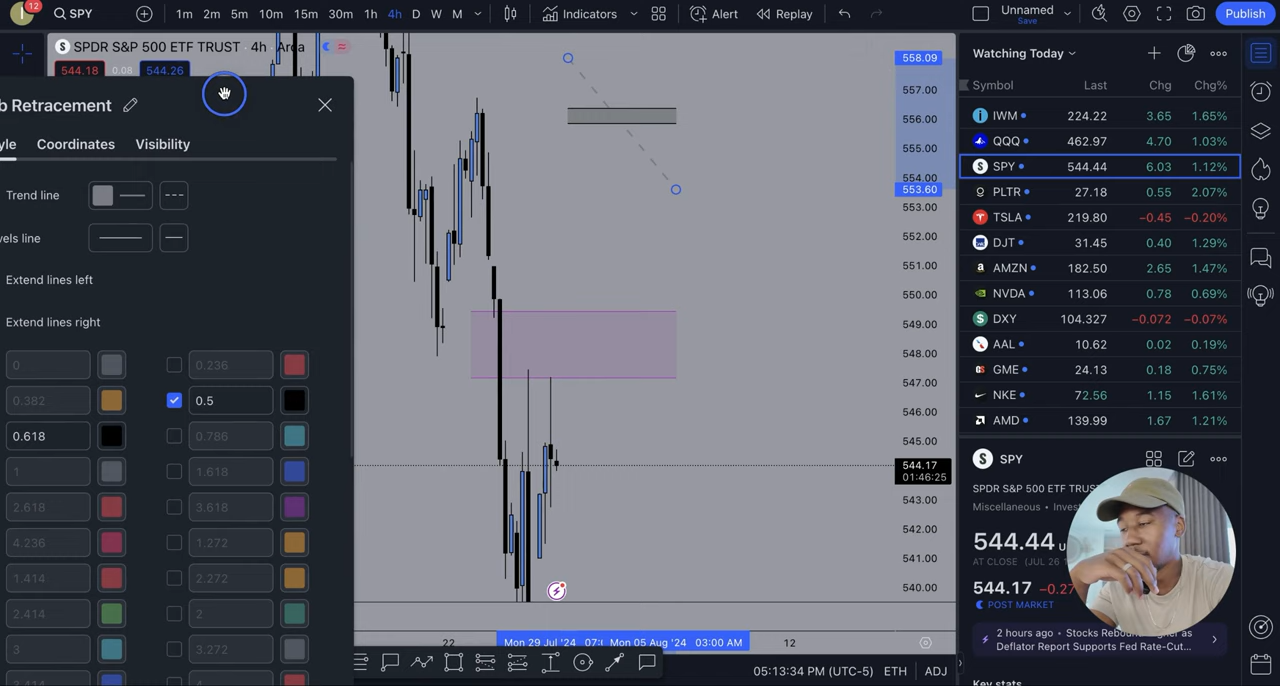 12
SPY
1m 2m 5m 10m 15m 30m 1h 4h D W M
Indicators
Alert
Replay
Unnamed
Save
Publish
SPDR S&P 500 ETF TRUST · 4h · Arca
544.18 0.08 544.26
b Retracement
yle
Coordinates
Visibility
Trend line
vels line
Extend lines left
Extend lines right
0
0.236
0.382
0.5
0.618
0.786
1
1.618
2.618
3.618
4.236
1.272
1.414
2.272
2.414
2
3
3.272
3.414
4
558.09
557.00
556.00
555.00
554.00
553.60
553.00
552.00
551.00
550.00
549.00
548.00
547.00
546.00
545.00
544.17
01:46:25
543.00
542.00
541.00
540.00
22
Mon 29 Jul '24 07:0
Mon 05 Aug '24 03:00 AM
12
05:13:34 PM (UTC-5) ETH ADJ
Watching Today
Symbol Last Chg Chg%
IWM 224.22 3.65 1.65%
QQQ 462.97 4.70 1.03%
SPY 544.44 6.03 1.12%
PLTR 27.18 0.55 2.07%
TSLA 219.80 −0.45 −0.20%
DJT 31.45 0.40 1.29%
AMZN 182.50 2.65 1.47%
NVDA 113.06 0.78 0.69%
DXY 104.327 −0.072 −0.07%
AAL 10.62 0.02 0.19%
GME 24.13 0.18 0.75%
NKE 72.56 1.15 1.61%
AMD 139.99 1.67 1.21%
SPY
SPDR S&P 500 ETF TRUST
Miscellaneous • Inves
544.44 U
AT CLOSE (JUL 26 1
544.17 −0.27
POST MARKET
2 hours ago • Stocks Rebou gher as
Deflator Report Supports Fed Rate-Cut...
Key stats